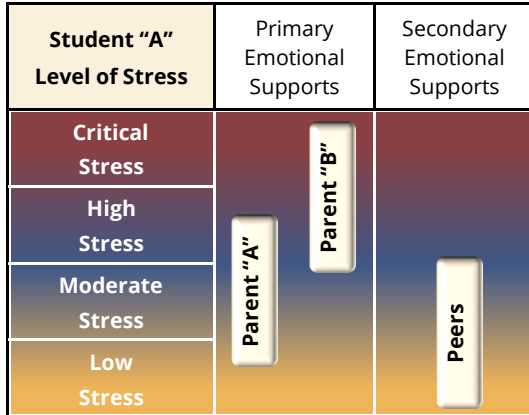 Student “A”
Level of Stress
Primary
Emotional
Supports
Secondary
Emotional
Supports
Critical
Stress
High
Stress
Moderate
Stress
Low
Stress
Parent “A”
Parent “B”
Peers